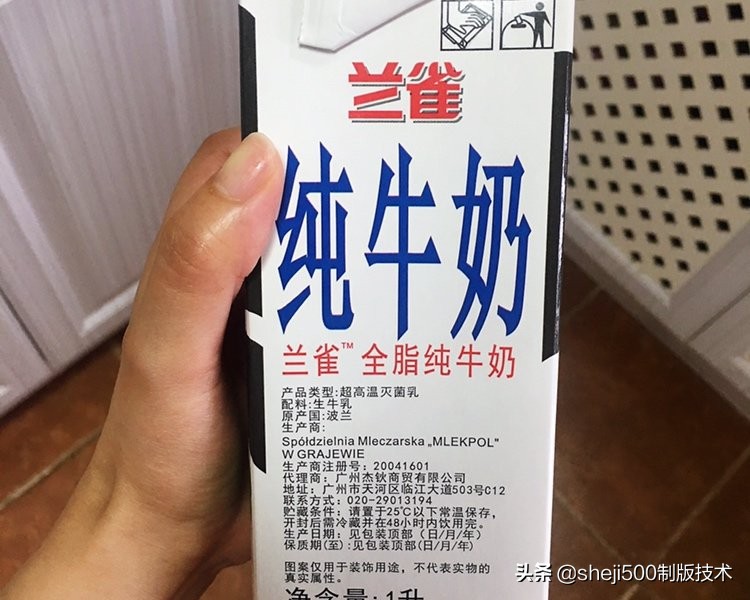 兰雀
纯牛奶
兰雀™ 全脂纯牛奶
产品类型:超高温灭菌乳
配料:生牛乳
原产国:波兰
生产商:
Spółdzielnia Mleczarska „MLEKPOL"
W GRAJEWIE
生产商注册号: 20041601
代理商: 广州杰钦商贸有限公司
地址: 广州市天河区临江大道503号C12
联系方式: 020-29013194
贮藏条件: 请置于25℃以下常温保存,
开封后需冷藏并在48小时内饮用完。
生产日期: 见包装顶部 (日/月/年)
保质期(至):见包装顶部(日/月/年)
图案仅用于装饰用途, 不代表实物的
真实属性。
净含量:1升
头条 @sheji500制版技术